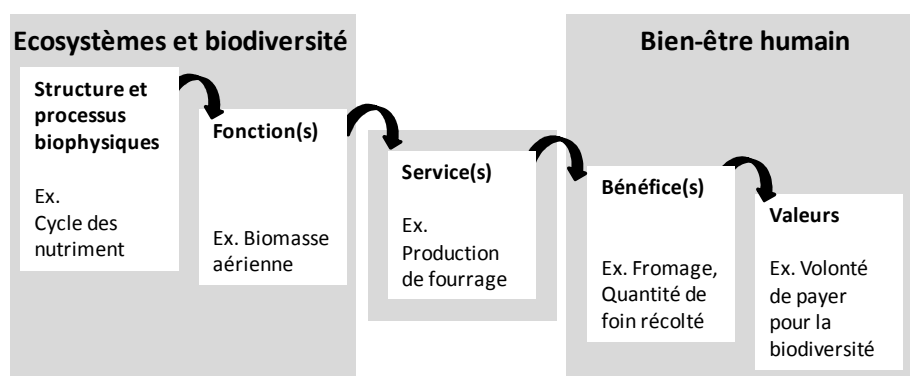 Ecosystèmes et biodiversité
Bien-être humain
Structure et
processus
biophysiques
Ex.
Cycle des
nutriment
Fonction(s)
Ex. Biomasse
aérienne
Service(s)
Ex.
Production
de fourrage
Bénéfice(s)
Ex. Fromage,
Quantité de
foin récolté
Valeurs
Ex. Volonté
de payer
pour la
biodiversité